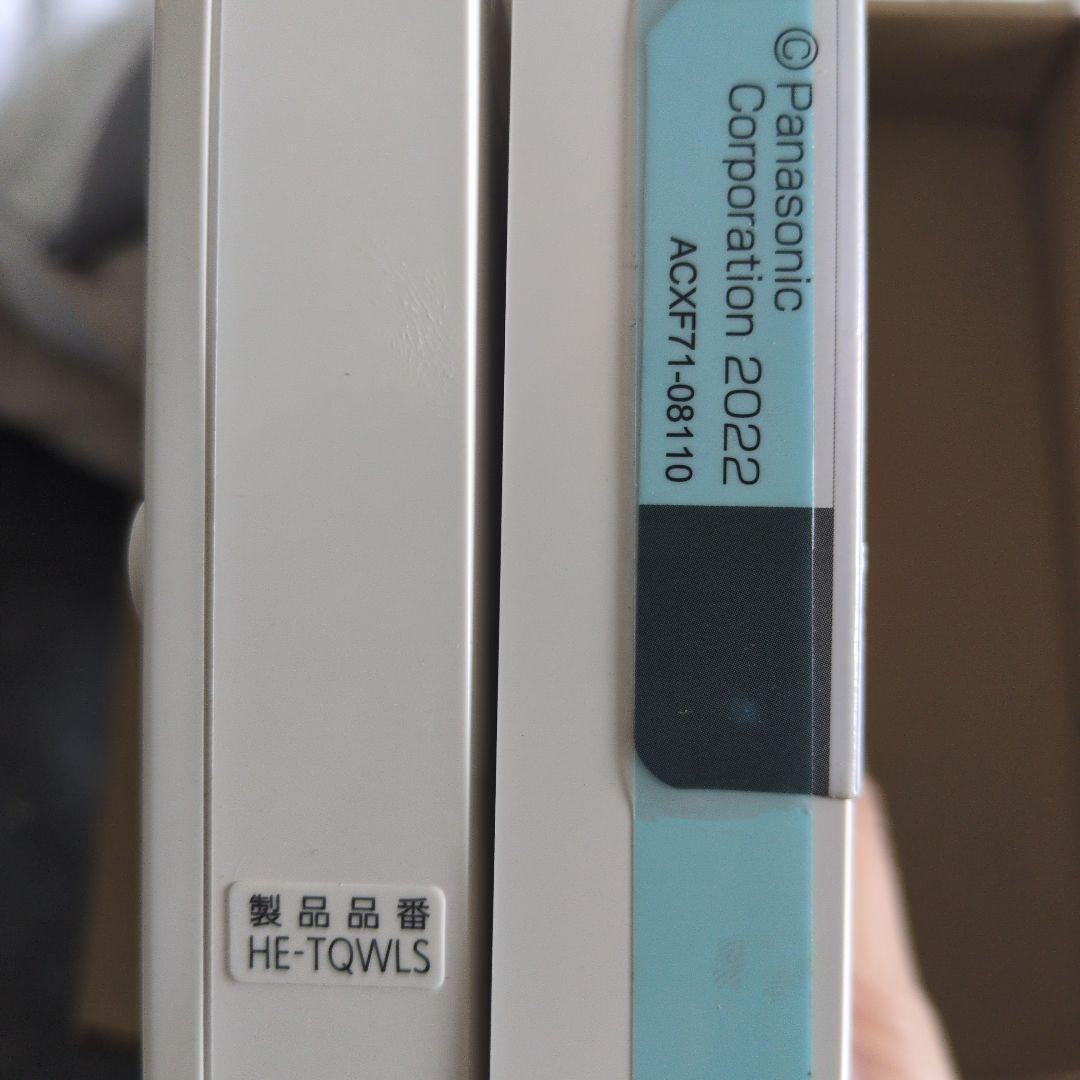 © Panasonic
Corporation 2022
ACXF71-08110
製品品番
HE-TQWLS